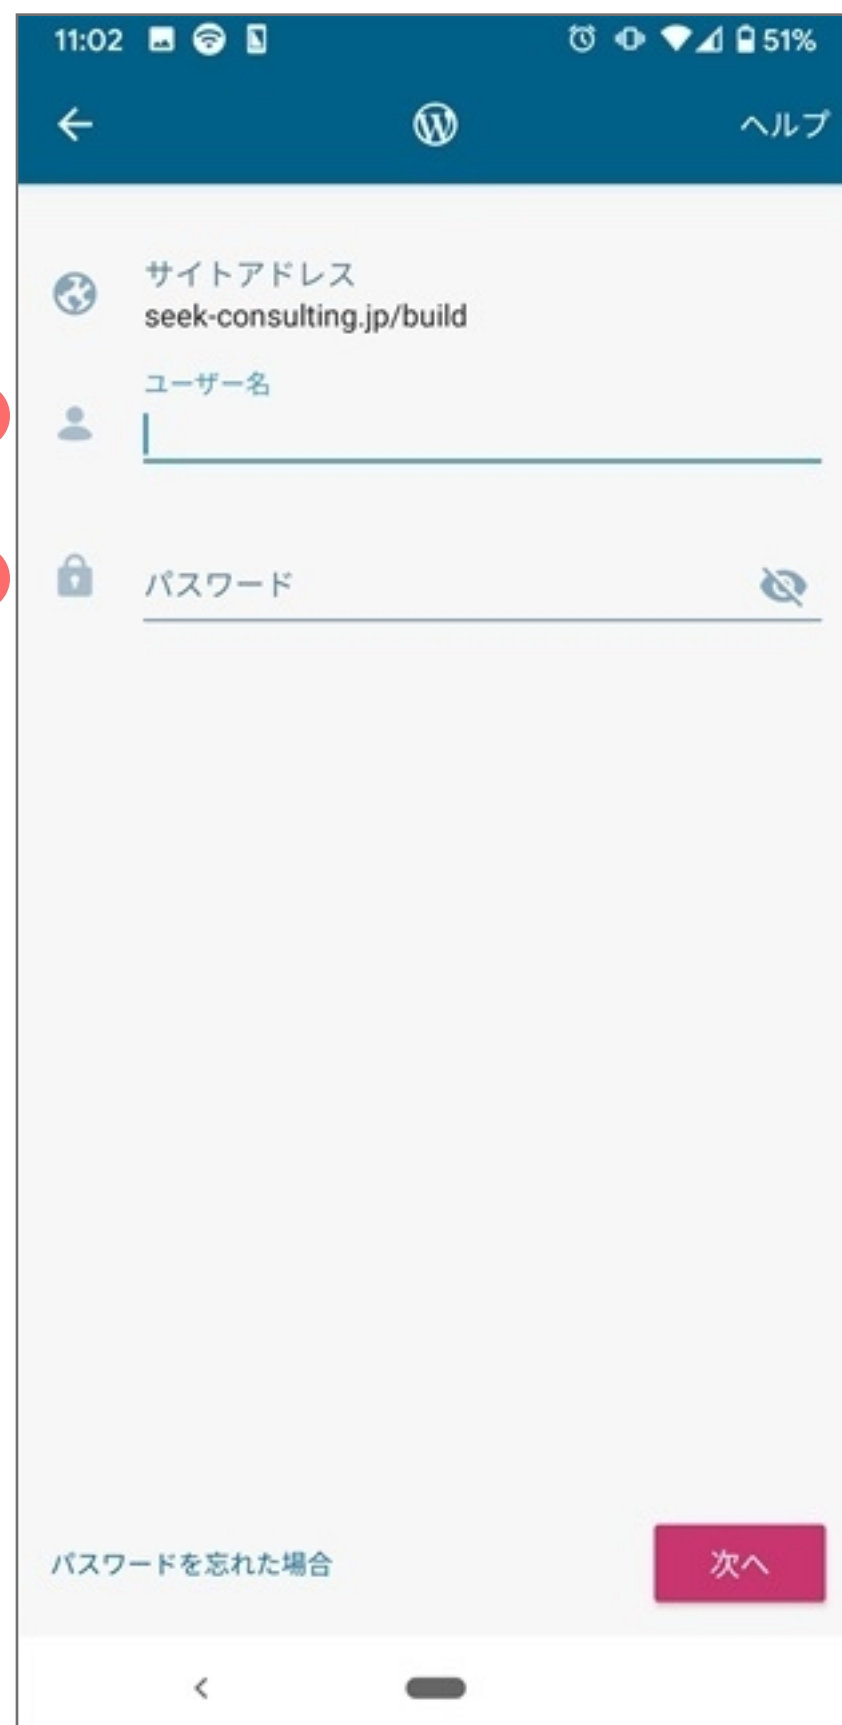 11:02
51%
ヘルプ
サイトアドレス
seek-consulting.jp/build
ユーザー名
パスワード
パスワードを忘れた場合
次へ